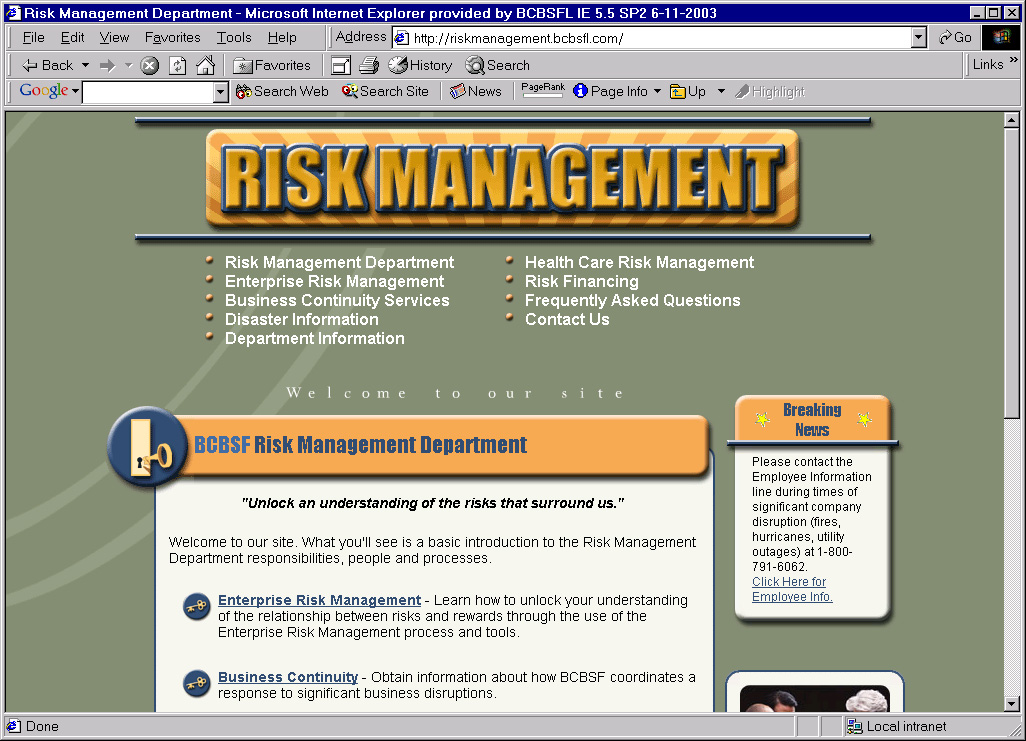 Risk Management Department - Microsoft Internet Explorer provided by BCBSFL IE 5.5 SP2 6-11-2003
File Edit View Favorites Tools Help Address http://riskmanagement.bcbsfl.com/ Go
Back Favorites History Search Links »
Google Search Web Search Site News PageRank Page Info Up Highlight
RISK MANAGEMENT
Risk Management Department
Enterprise Risk Management
Business Continuity Services
Disaster Information
Department Information
Health Care Risk Management
Risk Financing
Frequently Asked Questions
Contact Us
Welcome to our site
BCBSF Risk Management Department
"Unlock an understanding of the risks that surround us."
Welcome to our site. What you'll see is a basic introduction to the Risk Management
Department responsibilities, people and processes.
Enterprise Risk Management - Learn how to unlock your understanding
of the relationship between risks and rewards through the use of the
Enterprise Risk Management process and tools.
Business Continuity - Obtain information about how BCBSF coordinates a
response to significant business disruptions.
Breaking
News
Please contact the
Employee Information
line during times of
significant company
disruption (fires,
hurricanes, utility
outages) at 1-800-
791-6062.
Click Here for
Employee Info.
Done Local intranet